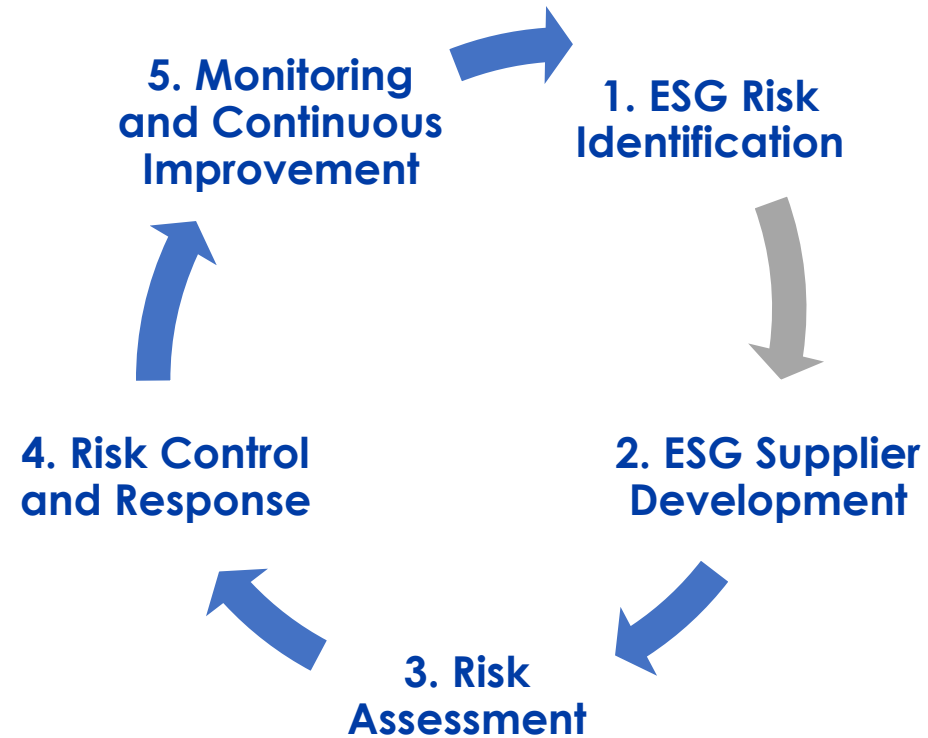 1. ESG Risk
Identification
2. ESG Supplier
Development
3. Risk
Assessment
4. Risk Control
and Response
5. Monitoring
and Continuous
Improvement